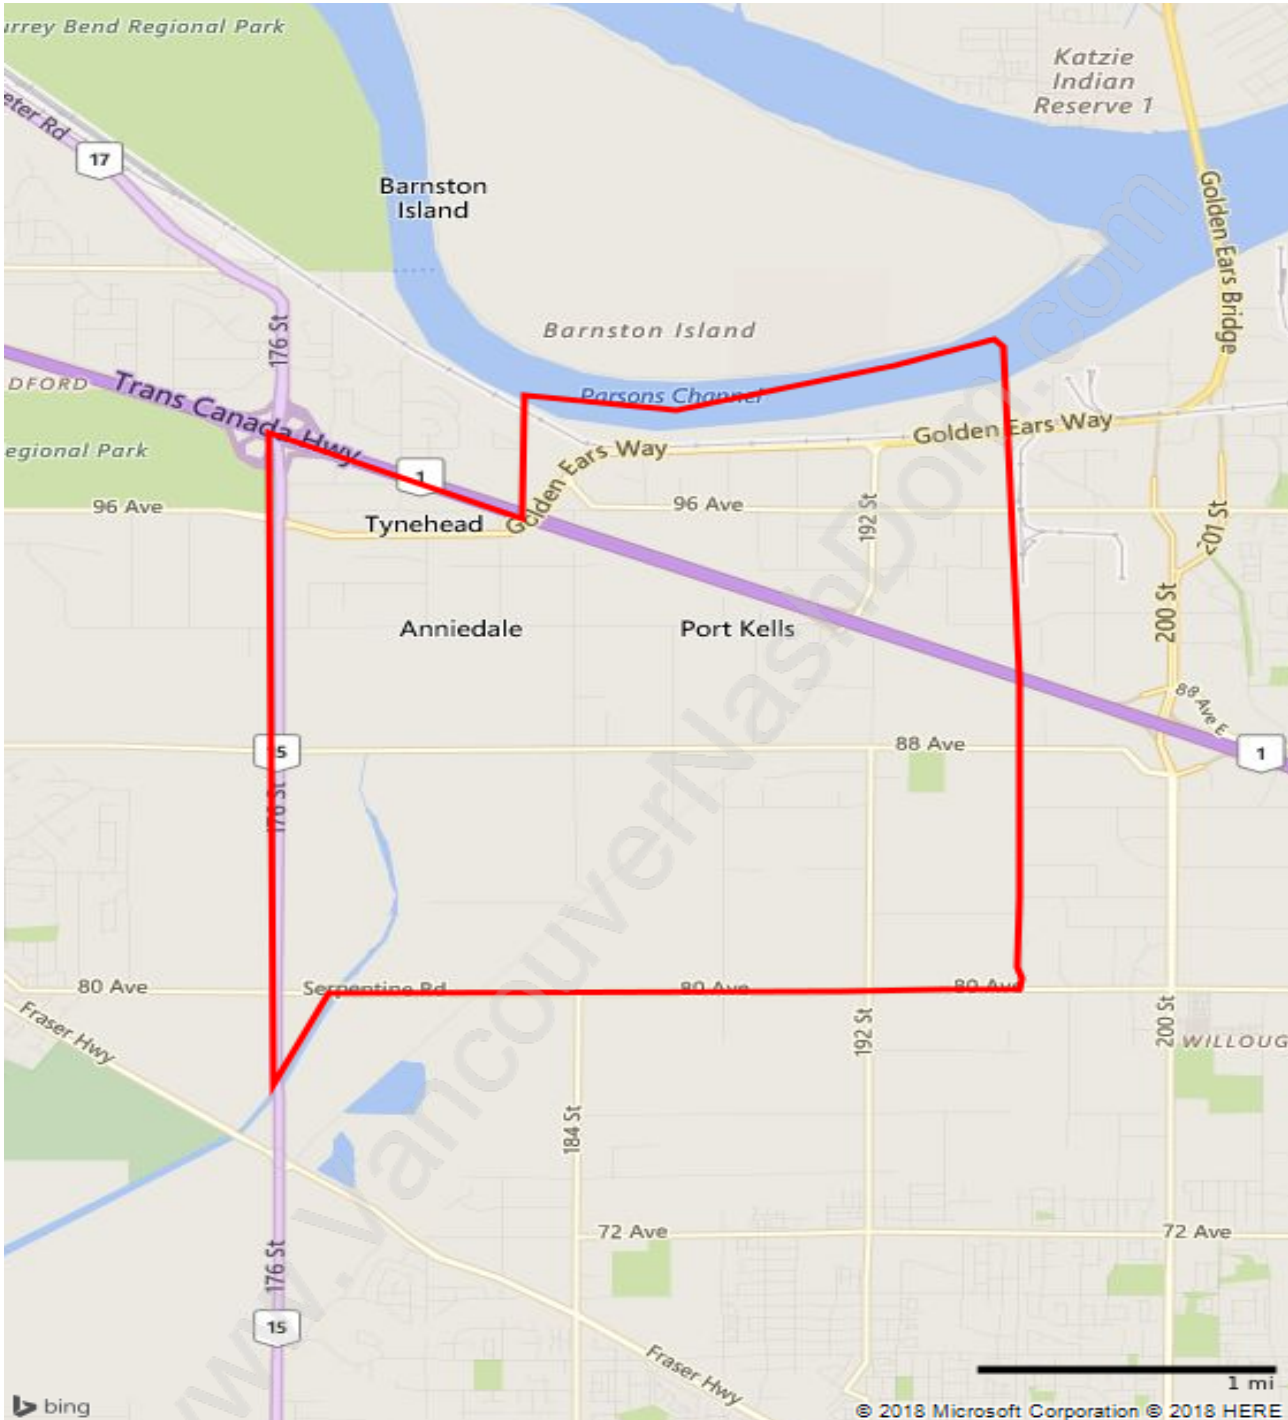 urrey Bend Regional Park
Katzie
Indian
Reserve 1
eter Rd
17
Barnston
Island
Golden Ears Bridge
176 St
Barnston Island
DFORD
Trans Canada Hwy
Parsons Channel
Golden Ears Way
Golden Ears Way
egional Park
1
96 Ave
Tynehead
96 Ave
192 St
201 St
Anniedale
Port Kells
200 St
88 Ave E
15
88 Ave
1
176 St
80 Ave
Serpentine Rd
80 Ave
80 Ave
Fraser Hwy
192 St
200 St
WILLOUG
184 St
72 Ave
72 Ave
176 St
15
Fraser Hwy
1 mi
bing
© 2018 Microsoft Corporation © 2018 HERE
www.VancouverNashDom.com